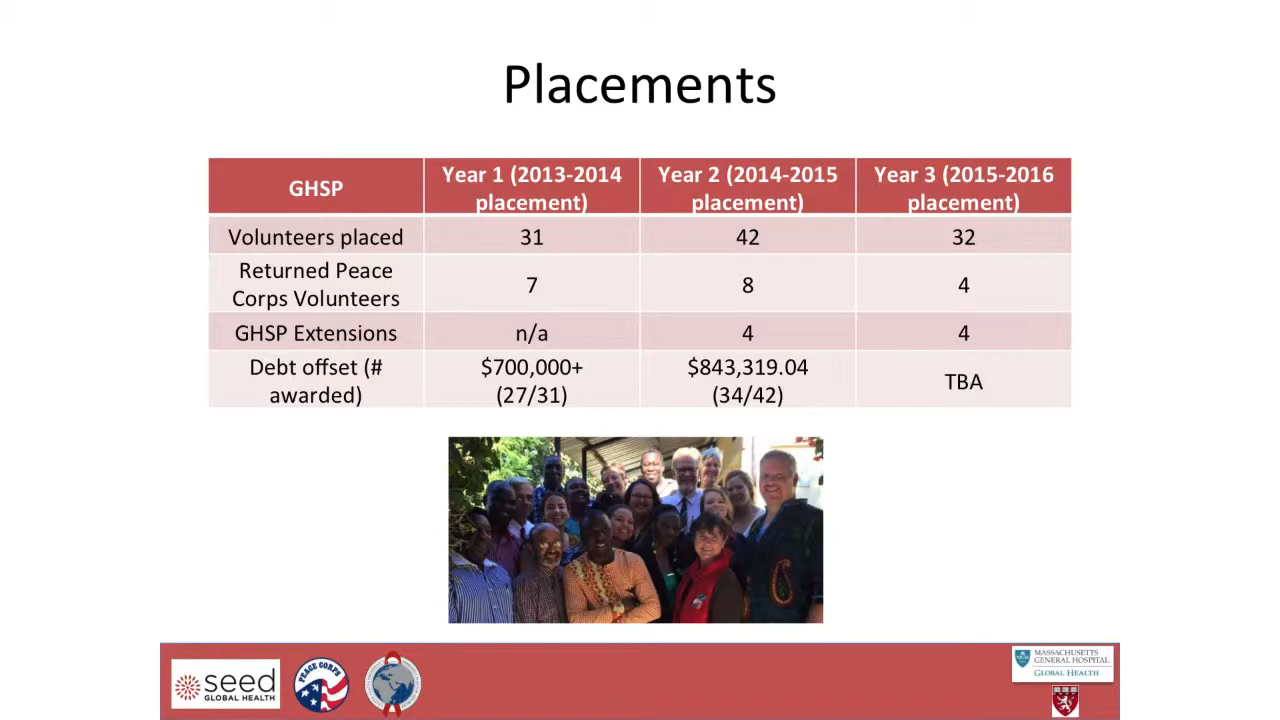 Placements
GHSP
Year 1 (2013-2014
placement)
Year 2 (2014-2015
placement)
Year 3 (2015-2016
placement)
Volunteers placed
31
42
32
Returned Peace
Corps Volunteers
7
8
4
GHSP Extensions
n/a
4
4
Debt offset (#
awarded)
$700,000+
(27/31)
$843,319.04
(34/42)
TBA
seed
GLOBAL HEALTH
PEACE CORPS
MASSACHUSETTS
GENERAL HOSPITAL
GLOBAL HEALTH